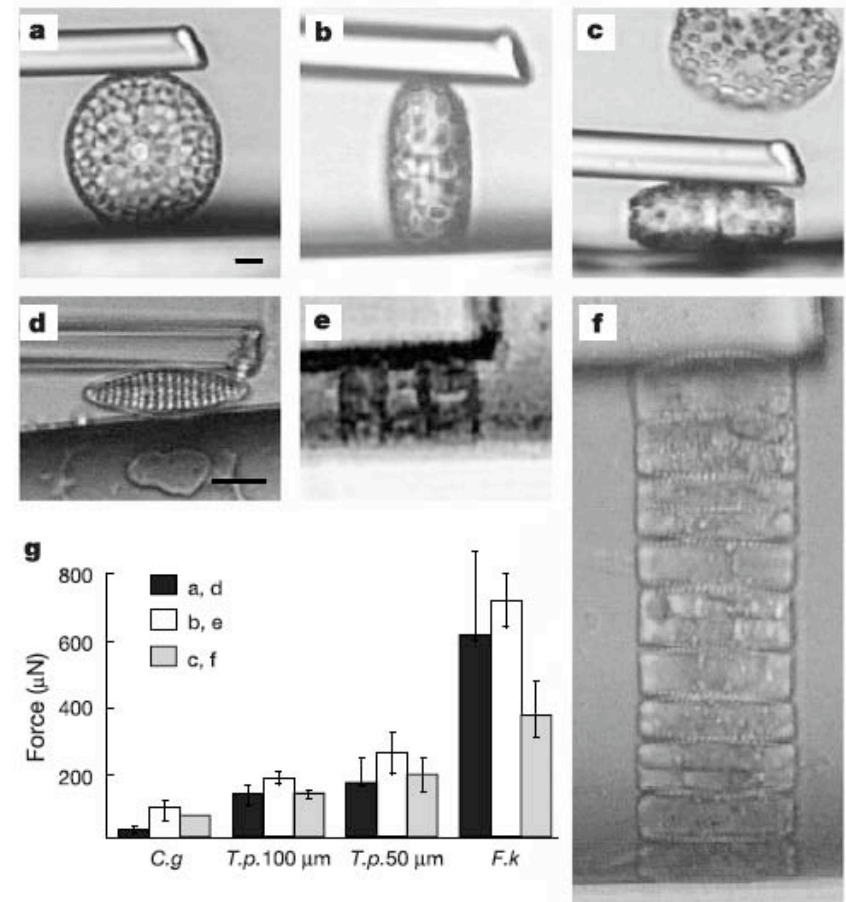 a
b
c
d
e
f
g
800
600
400
200
Force (μN)
a, d
b, e
c, f
C.g
T.p.100 μm
T.p.50 μm
F.k